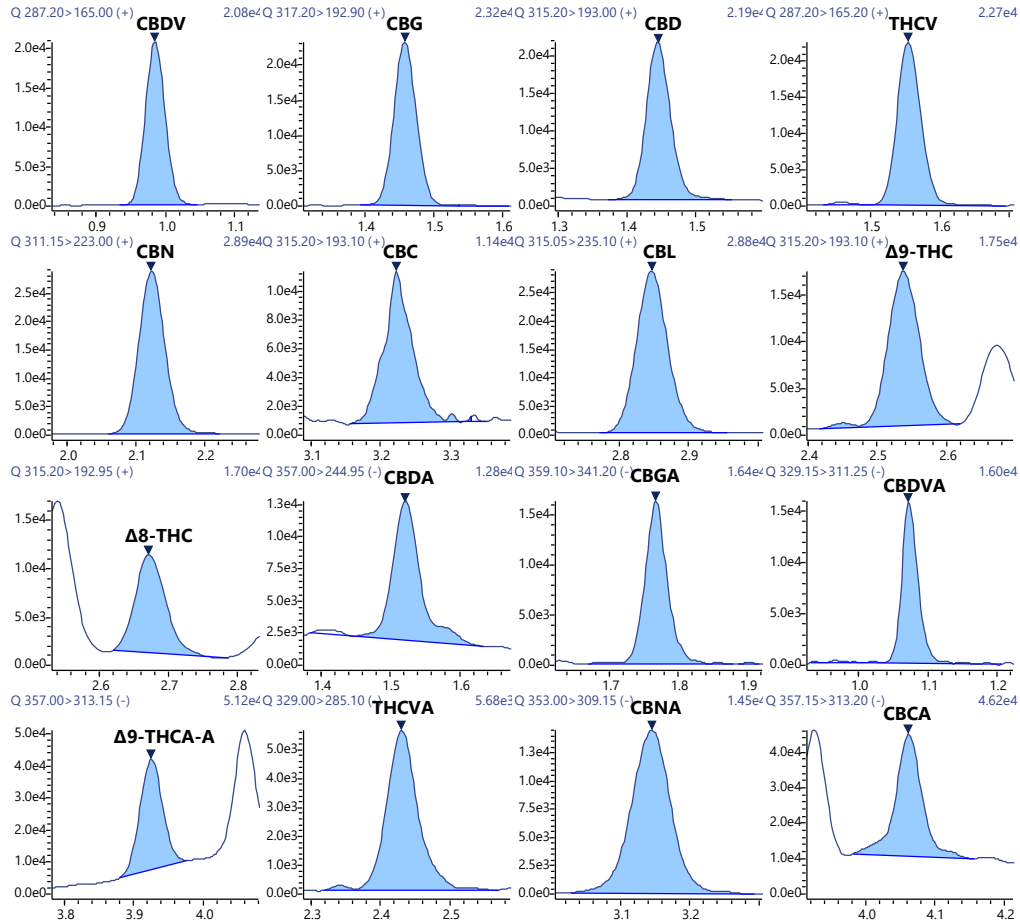 Q 287.20>165.00 (+) 2.08e4 Q 317.20>192.90 (+) 2.32e4 Q 315.20>193.00 (+) 2.19e4 Q 287.20>165.20 (+) 2.27e4
CBDV CBG CBD THCV
2.0e4 2.0e4 2.0e4 2.0e4
1.5e4 1.5e4 1.5e4 1.5e4
1.0e4 1.0e4 1.0e4 1.0e4
5.0e3 5.0e3 5.0e3 5.0e3
0.0e0 0.0e0 0.0e0 0.0e0
0.9 1.0 1.1 1.4 1.5 1.6 1.3 1.4 1.5 1.5 1.6
Q 311.15>223.00 (+) 2.89e4 Q 315.20>193.10 (+) 1.14e4 Q 315.05>235.10 (+) 2.88e4 Q 315.20>193.10 (+) 1.75e4
CBN CBC CBL Δ9-THC
2.5e4 1.0e4 2.5e4 1.5e4
2.0e4 8.0e3 2.0e4
1.5e4 6.0e3 1.5e4 1.0e4
1.0e4 4.0e3 1.0e4 5.0e3
5.0e3 2.0e3 5.0e3
0.0e0 0.0e0 0.0e0 0.0e0
2.0 2.1 2.2 3.1 3.2 3.3 2.8 2.9 2.4 2.5 2.6
Q 315.20>192.95 (+) 1.70e4 Q 357.00>244.95 (-) 1.28e4 Q 359.10>341.20 (-) 1.64e4 Q 329.15>311.25 (-) 1.60e4
Δ8-THC CBDA CBGA CBDVA
1.5e4 1.3e4 1.5e4 1.5e4
1.0e4 1.0e4 1.0e4 1.0e4
7.5e3
5.0e3 5.0e3 5.0e3 5.0e3
2.5e3
0.0e0 0.0e0 0.0e0 0.0e0
2.6 2.7 2.8 1.4 1.5 1.6 1.7 1.8 1.9 1.0 1.1 1.2
Q 357.00>313.15 (-) 5.12e4 Q 329.00>285.10 (-) 5.68e3 Q 353.00>309.15 (-) 1.45e4 Q 357.15>313.20 (-) 4.62e4
Δ9-THCA-A THCVA CBNA CBCA
5.0e4 5.0e3 1.3e4 4.0e4
4.0e4 4.0e3 1.0e4 3.0e4
3.0e4 3.0e3 7.5e3
2.0e4 2.0e3 5.0e3 2.0e4
1.0e4 1.0e3 2.5e3 1.0e4
0.0e0 0.0e0 0.0e0 0.0e0
3.8 3.9 4.0 2.3 2.4 2.5 3.1 3.2 4.0 4.1 4.2